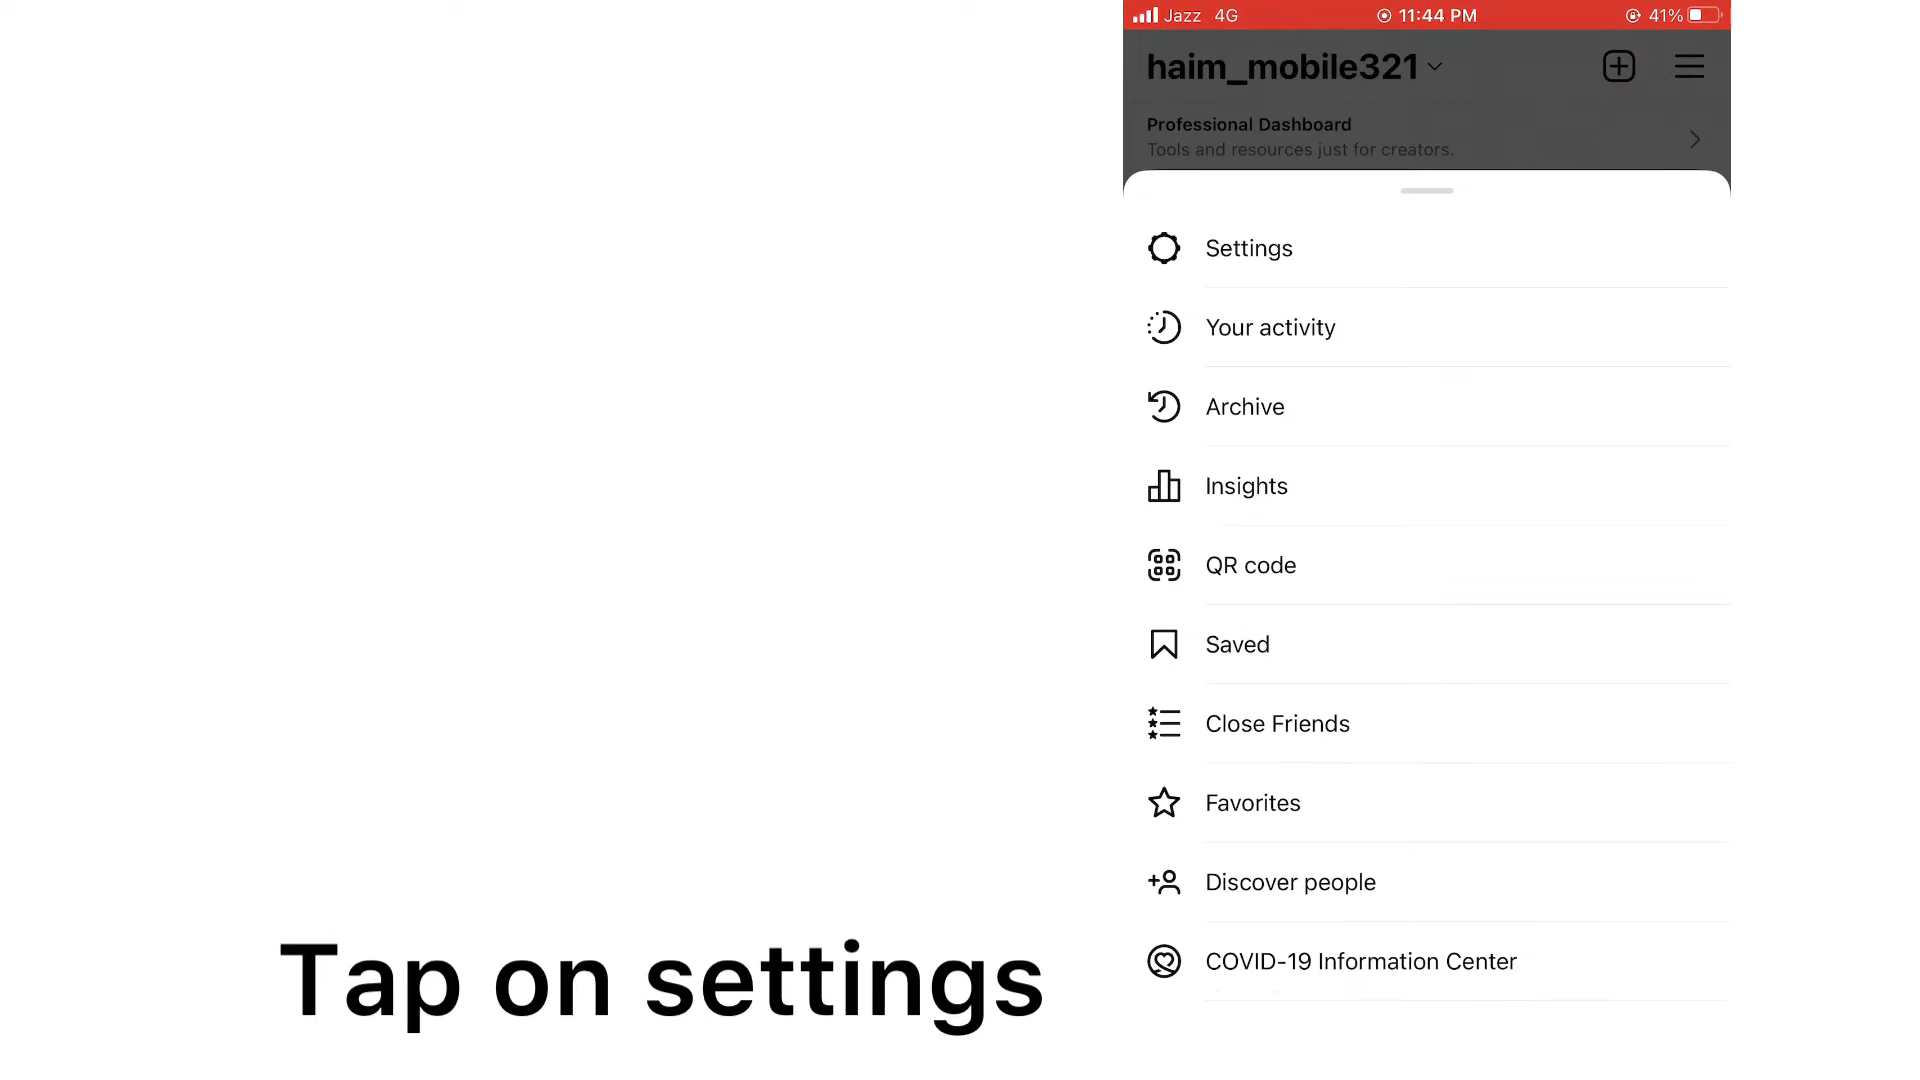 Jazz 4G 11:44 PM 41%
haim_mobile321
Professional Dashboard
Tools and resources just for creators.
Settings
Your activity
Archive
Insights
QR code
Saved
Close Friends
Favorites
Discover people
COVID-19 Information Center
Tap on settings